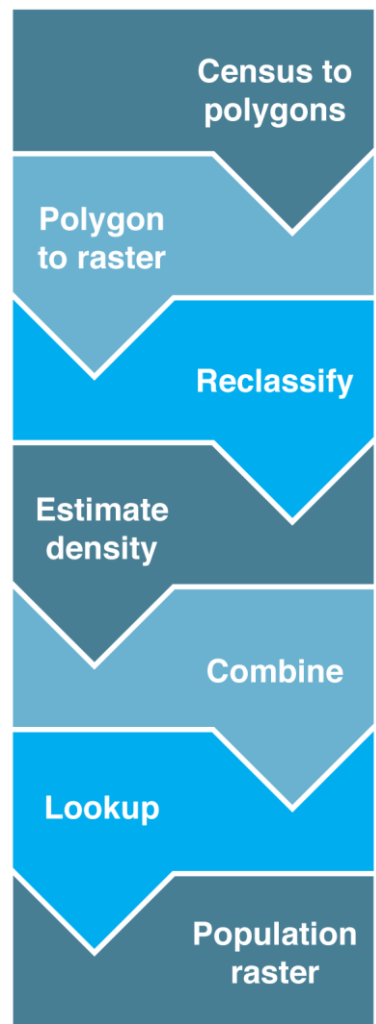 Census to
polygons
Polygon
to raster
Reclassify
Estimate
density
Combine
Lookup
Population
raster